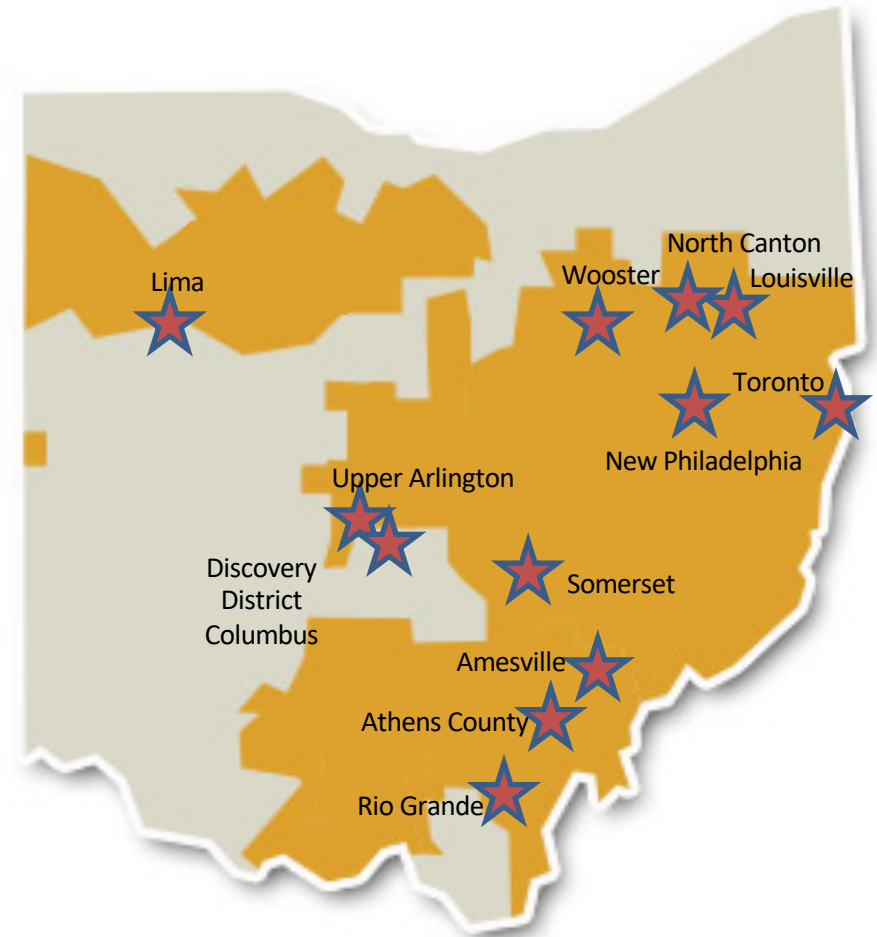 North Canton
Lima
Wooster
Louisville
Toronto
New Philadelphia
Upper Arlington
Discovery
District
Columbus
Somerset
Amesville
Athens County
Rio Grande